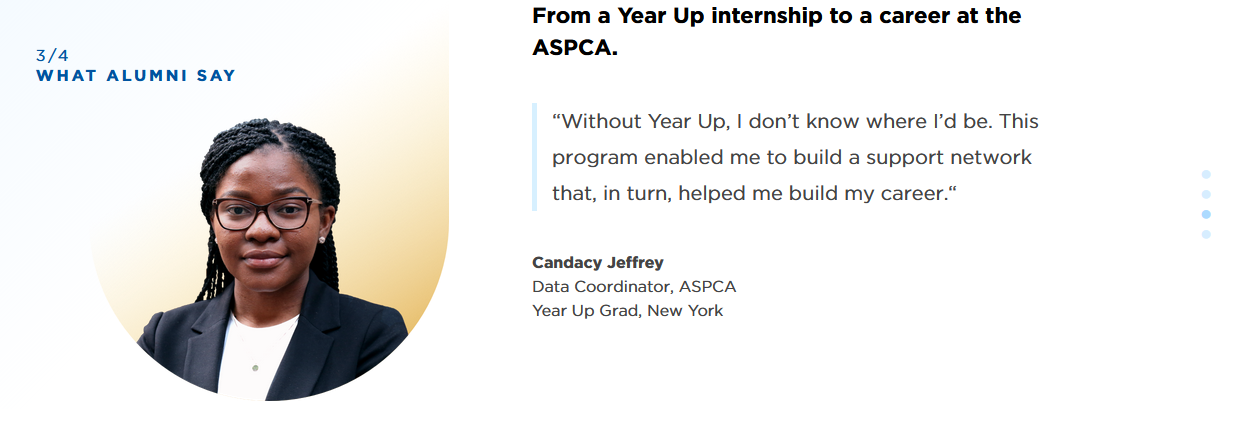 3/4
WHAT ALUMNI SAY
From a Year Up internship to a career at the
ASPCA.
“Without Year Up, I don’t know where I’d be. This
program enabled me to build a support network
that, in turn, helped me build my career.“
Candacy Jeffrey
Data Coordinator, ASPCA
Year Up Grad, New York